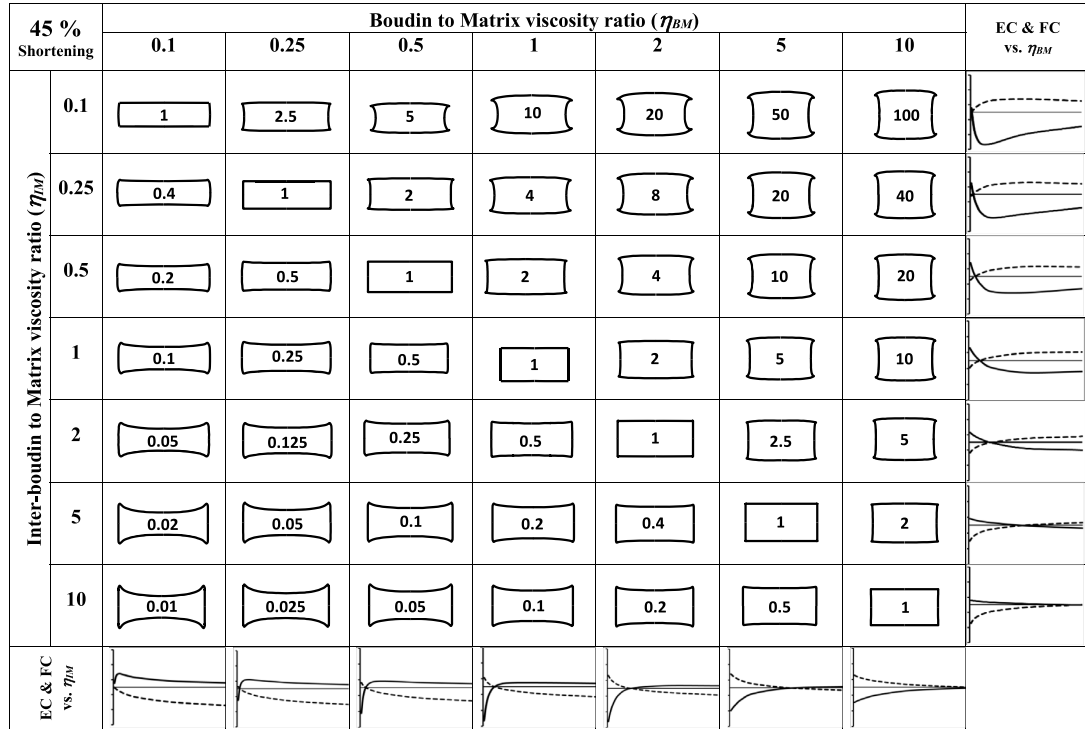 45 %
Shortening
Boudin to Matrix viscosity ratio (η_BM)
EC & FC
vs. η_BM
0.1 0.25 0.5 1 2 5 10
Inter-boudin to Matrix viscosity ratio (η_IM)
0.1 1 2.5 5 10 20 50 100
0.25 0.4 1 2 4 8 20 40
0.5 0.2 0.5 1 2 4 10 20
1 0.1 0.25 0.5 1 2 5 10
2 0.05 0.125 0.25 0.5 1 2.5 5
5 0.02 0.05 0.1 0.2 0.4 1 2
10 0.01 0.025 0.05 0.1 0.2 0.5 1
EC & FC
vs. η_IM